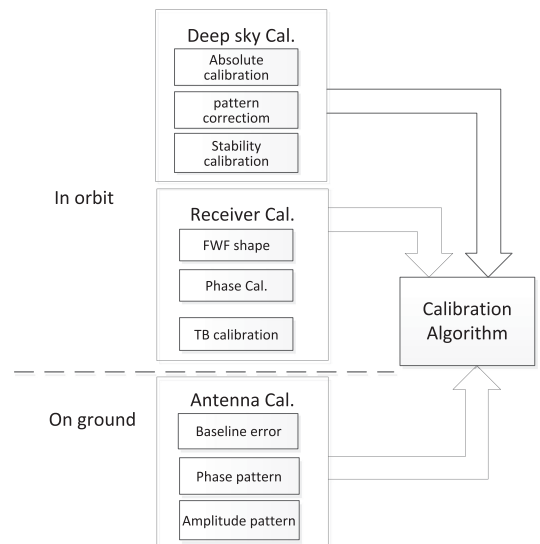 Deep sky Cal.
Absolute
calibration
pattern
correctiom
Stability
calibration
In orbit
Receiver Cal.
FWF shape
Phase Cal.
TB calibration
Calibration
Algorithm
On ground
Antenna Cal.
Baseline error
Phase pattern
Amplitude pattern